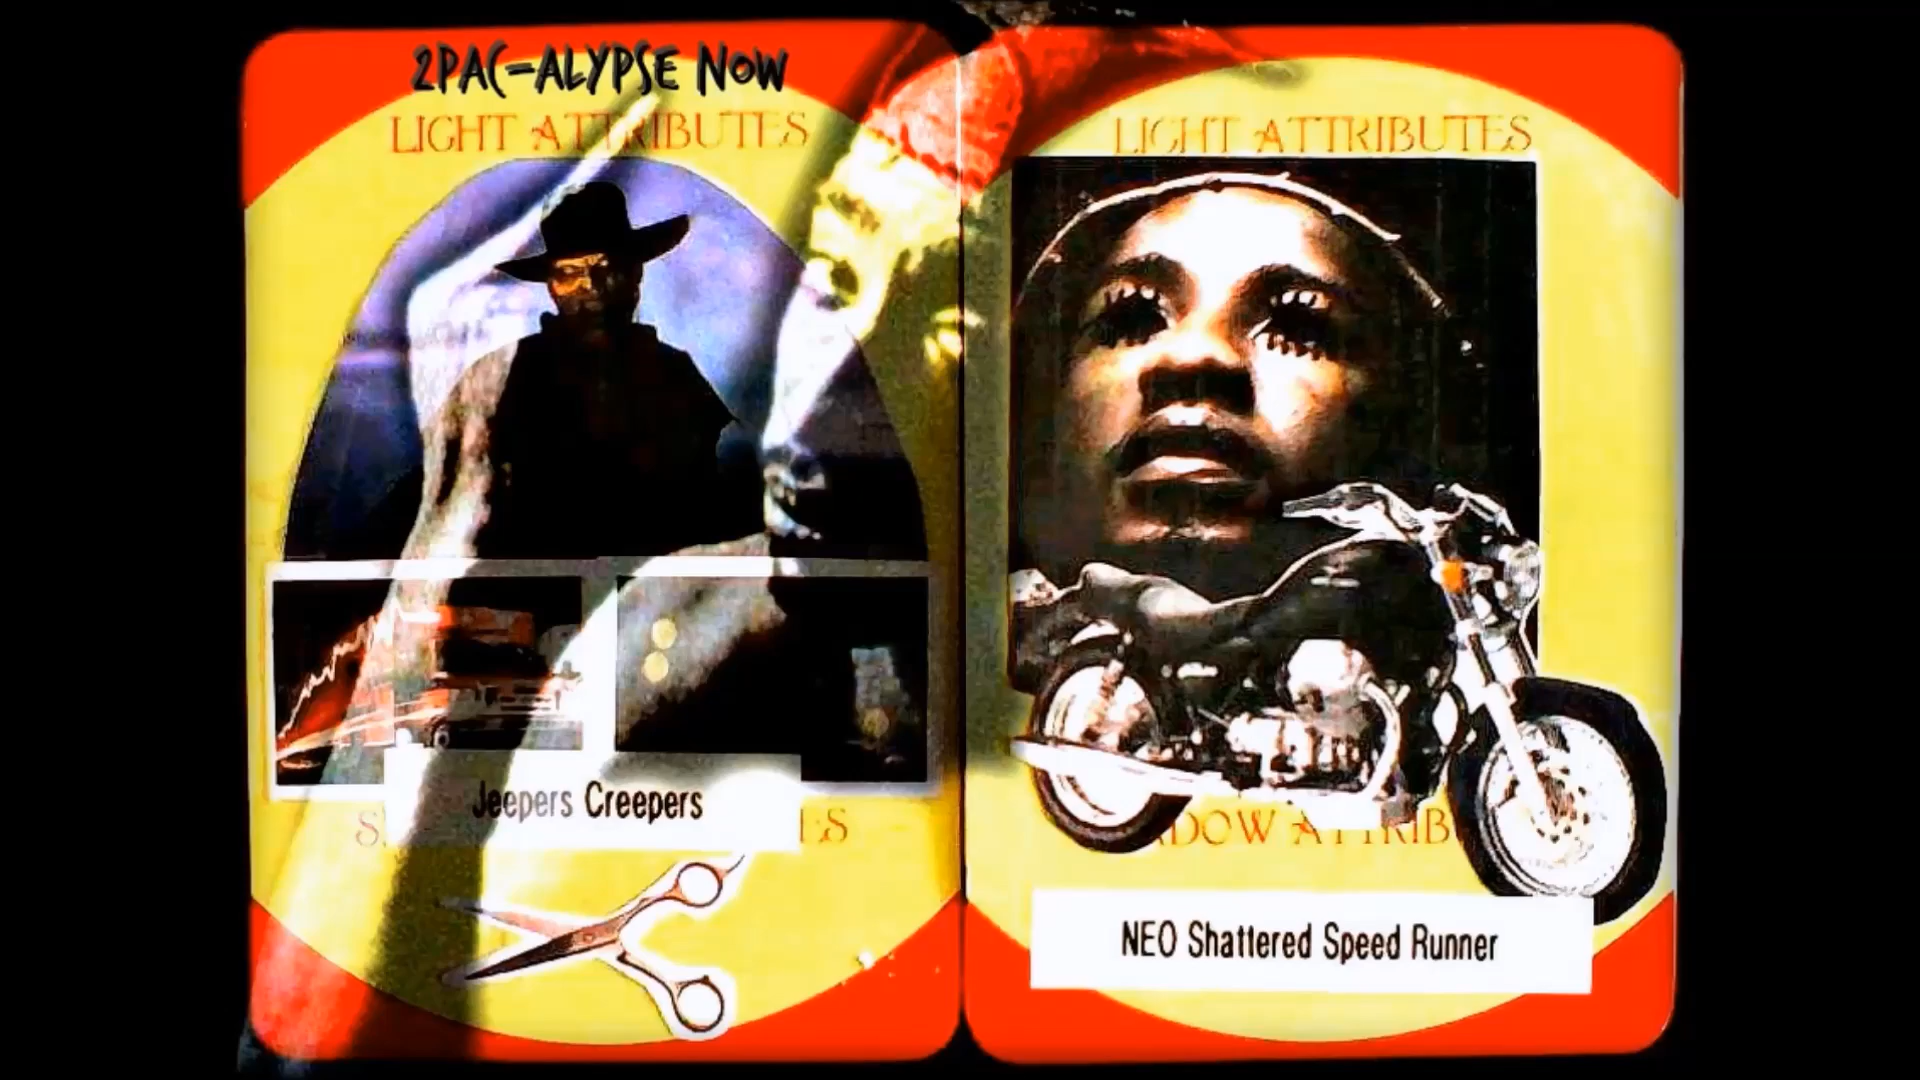 2PAC-ALYPSE NOW
LIGHT ATTRIBUTES
Jeepers Creepers
LIGHT ATTRIBUTES
NEO Shattered Speed Runner